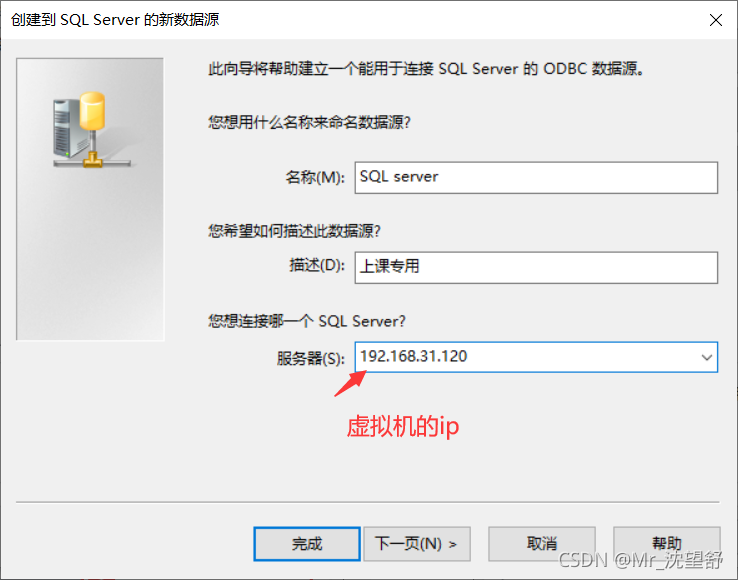 创建到 SQL Server 的新数据源
此向导将帮助建立一个能用于连接 SQL Server 的 ODBC 数据源。
您想用什么名称来命名数据源?
名称(M): SQL server
您希望如何描述此数据源?
描述(D): 上课专用
您想连接哪一个 SQL Server?
服务器(S): 192.168.31.120
虚拟机的ip
完成 下一页(N) > 取消 帮助
CSDN @Mr_沈望舒